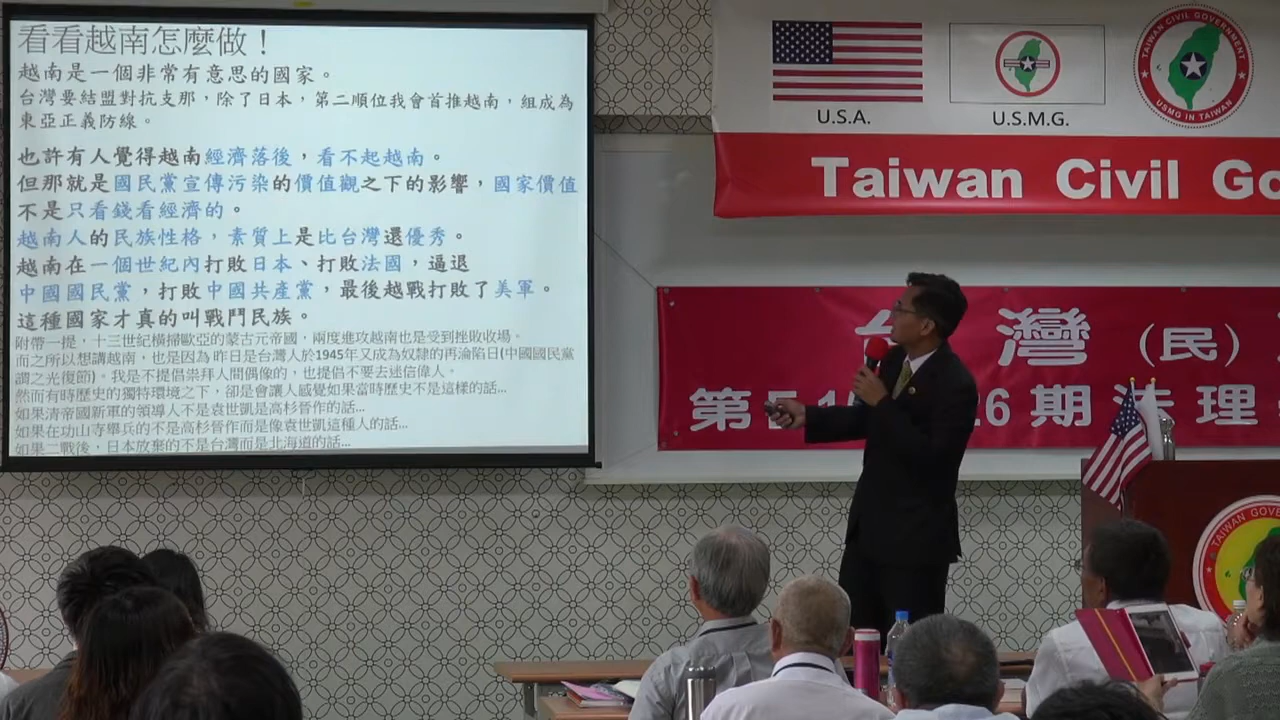 看看越南怎麼做！
越南是一個非常有意思的國家。
台灣要結盟對抗支那，除了日本，第二順位我會首推越南，組成為
東亞正義防線。
也許有人覺得越南經濟落後，看不起越南。
但那就是國民黨宣傳污染的價值觀之下的影響，國家價值
不是只看錢看經濟的。
越南人的民族性格，素質上是比台灣還優秀。
越南在一個世紀內打敗日本、打敗法國，逼退
中國國民黨，打敗中國共產黨，最後越戰打敗了美軍。
這種國家才真的叫戰鬥民族。
附帶一提，十三世紀橫掃歐亞的蒙古元帝國，兩度進攻越南也是受到挫敗收場。
而之所以想講越南，也是因為 昨日是台灣人於1945年又成為奴隸的再淪陷日(中國國民黨
謂之光復節)。我是不提倡崇拜人間偶像的，也提倡不要去迷信偉人。
然而有時歷史的獨特環境之下，卻是會讓人感覺如果當時歷史不是這樣的話...
如果清帝國新軍的領導人不是袁世凱是高杉晉作的話...
如果在功山寺舉兵的不是高杉晉作而是像袁世凱這種人的話...
如果二戰後，日本放棄的不是台灣而是北海道的話...
U.S.A.
U.S.M.G.
TAIWAN CIVIL GOVERNMENT
USMG IN TAIWAN
Taiwan Civil Go
台灣(民)
第
6期法理
TAIWAN GOVE